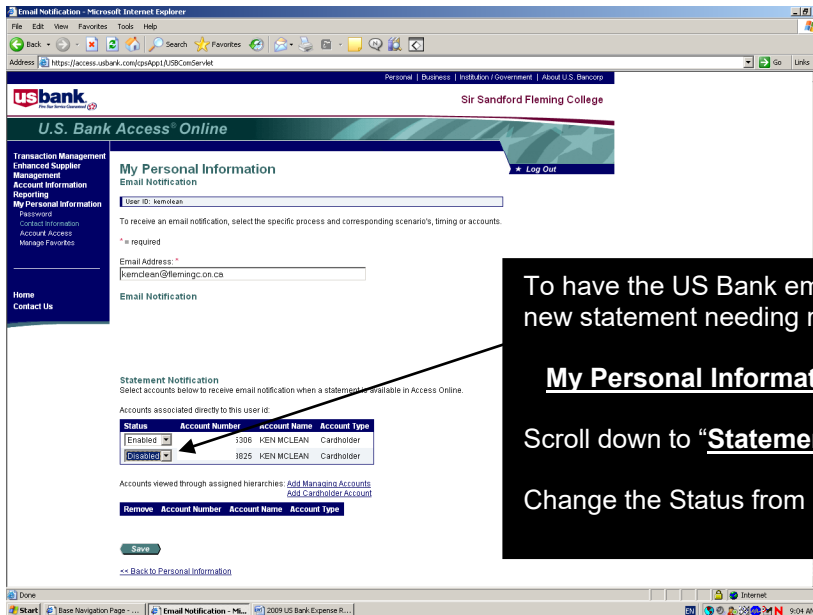 Email Notification - Microsoft Internet Explorer
File Edit View Favorites Tools Help
Back Search Favorites
Address https://access.usbank.com/cpsApp1/USBComServlet Go Links
Personal | Business | Institution / Government | About U.S. Bancorp
usbank.
Five Star Service Guaranteed
Sir Sandford Fleming College
U.S. Bank Access® Online
Transaction Management
Enhanced Supplier
Management
Account Information
Reporting
My Personal Information
Password
Contact Information
Account Access
Manage Favorites
Home
Contact Us
Log Out
My Personal Information
Email Notification
User ID: kemclean
To receive an email notification, select the specific process and corresponding scenario's, timing or accounts.
* = required
Email Address: *
kemclean@flemingc.on.ca
Email Notification
Statement Notification
Select accounts below to receive email notification when a statement is available in Access Online.
Accounts associated directly to this user id:
Status Account Number Account Name Account Type
Enabled 5306 KEN MCLEAN Cardholder
Disabled 3825 KEN MCLEAN Cardholder
Accounts viewed through assigned hierarchies: Add Managing Accounts
Add Cardholder Account
Remove Account Number Account Name Account Type
Save
<< Back to Personal Information
To have the US Bank em
new statement needing r
My Personal Informat
Scroll down to “Stateme
Change the Status from
Done Internet
Start Base Navigation Page - ... Email Notification - Mi... 2009 US Bank Expense R... EN 9:04 AM